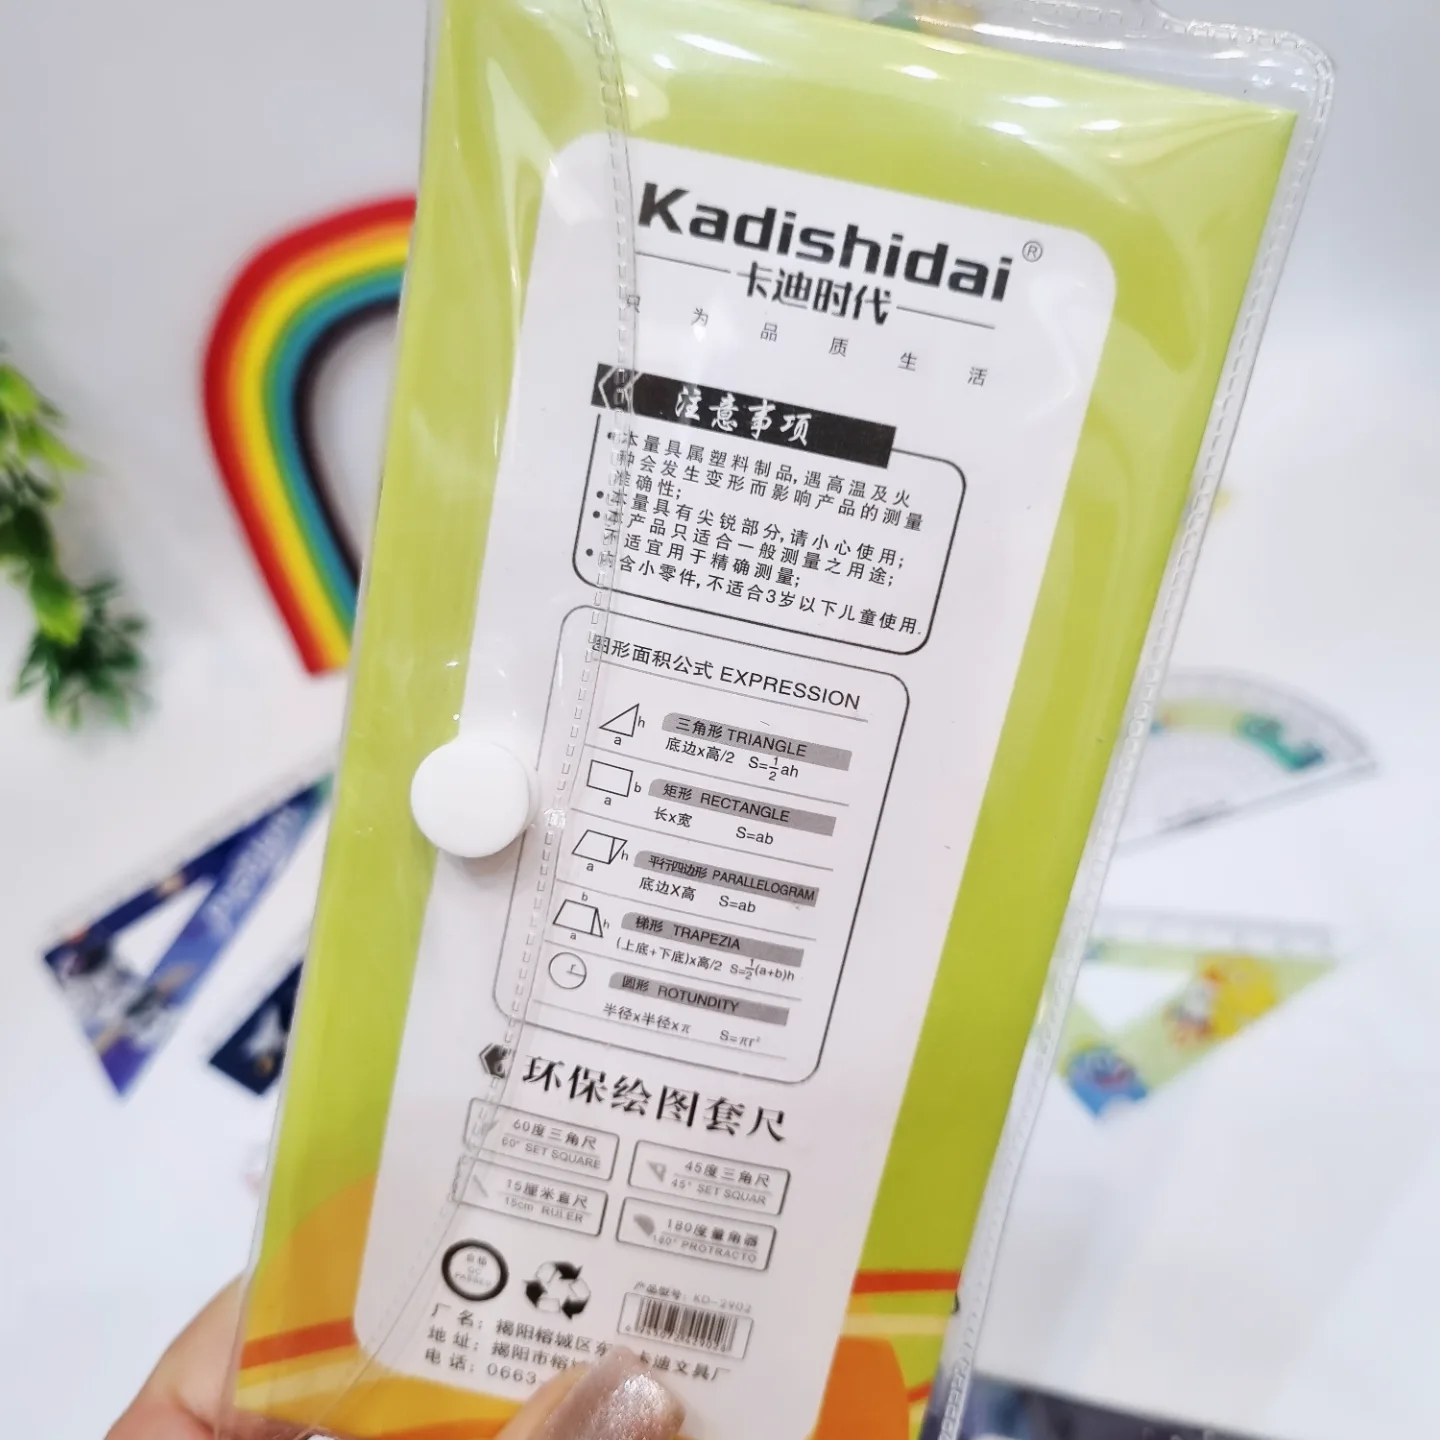 Kadishidai®
卡迪时代
只为品质生活
注意事项
•本量具属塑料制品,遇高温及火
种会发生变形而影响产品的测量
准确性;
•本量具有尖锐部分,请小心使用;
•本产品只适合一般测量之用途;
不适宜用于精确测量;
•内含小零件,不适合3岁以下儿童使用.
图形面积公式 EXPRESSION
h
a
三角形 TRIANGLE
底边x高/2 S=½ah
b
a
矩形 RECTANGLE
长x宽 S=ab
h
a
平行四边形 PARALLELOGRAM
底边X高 S=ab
b
h
a
梯形 TRAPEZIA
(上底+下底)x高/2 S=½(a+b)h
r
圆形 ROTUNDITY
半径x半径xπ S=πr²
环保绘图套尺
60度三角尺
60° SET SQUARE
45度三角尺
45° SET SQUAR
15厘米直尺
15cm RULER
180度量角器
180° PROTRACTO
合格
QC
PASSED
产品型号: KD-2902
厂名: 揭阳榕城区东 卡迪文具厂
地址: 揭阳市榕城
电话: 0663